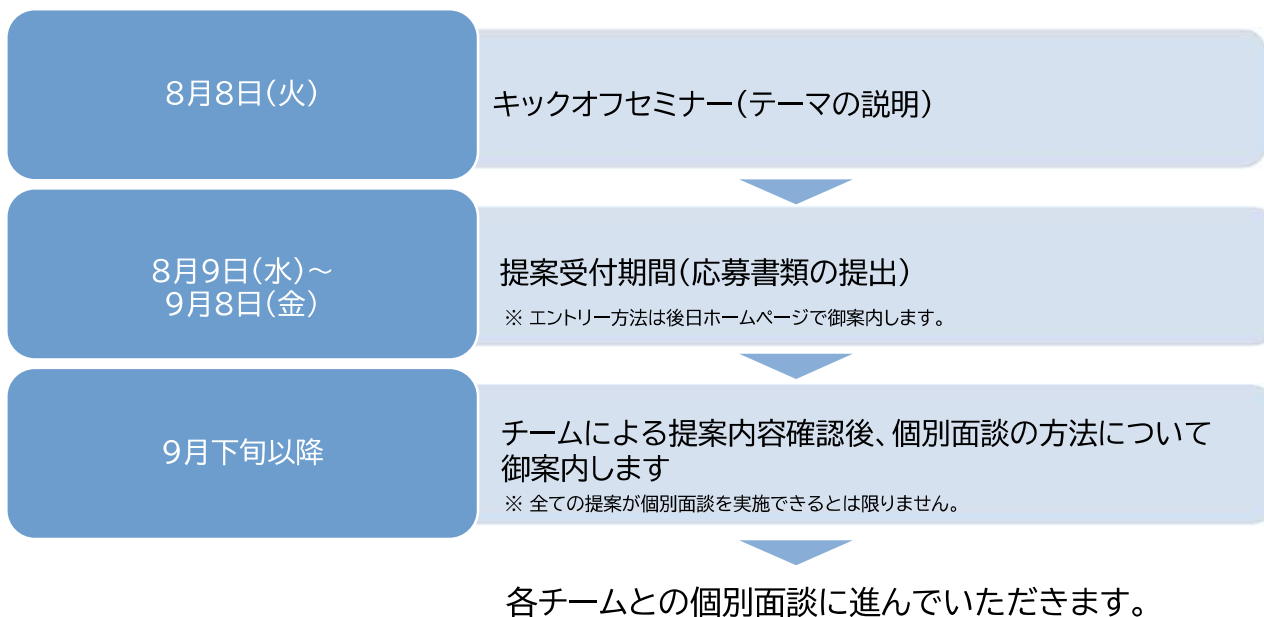 8月8日(火)
キックオフセミナー(テーマの説明)
8月9日(水)~
9月8日(金)
提案受付期間(応募書類の提出)
※ エントリー方法は後日ホームページで御案内します。
9月下旬以降
チームによる提案内容確認後、個別面談の方法について
御案内します
※ 全ての提案が個別面談を実施できるとは限りません。
各チームとの個別面談に進んでいただきます。